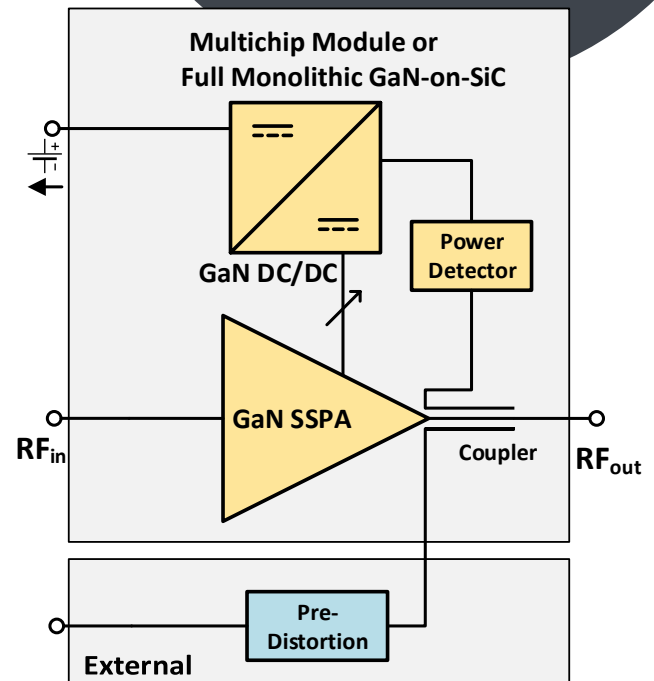 Multichip Module or
Full Monolithic GaN-on-SiC
+
-
GaN DC/DC
Power
Detector
GaN SSPA
RFin
Coupler
RFout
Pre-
Distortion
External